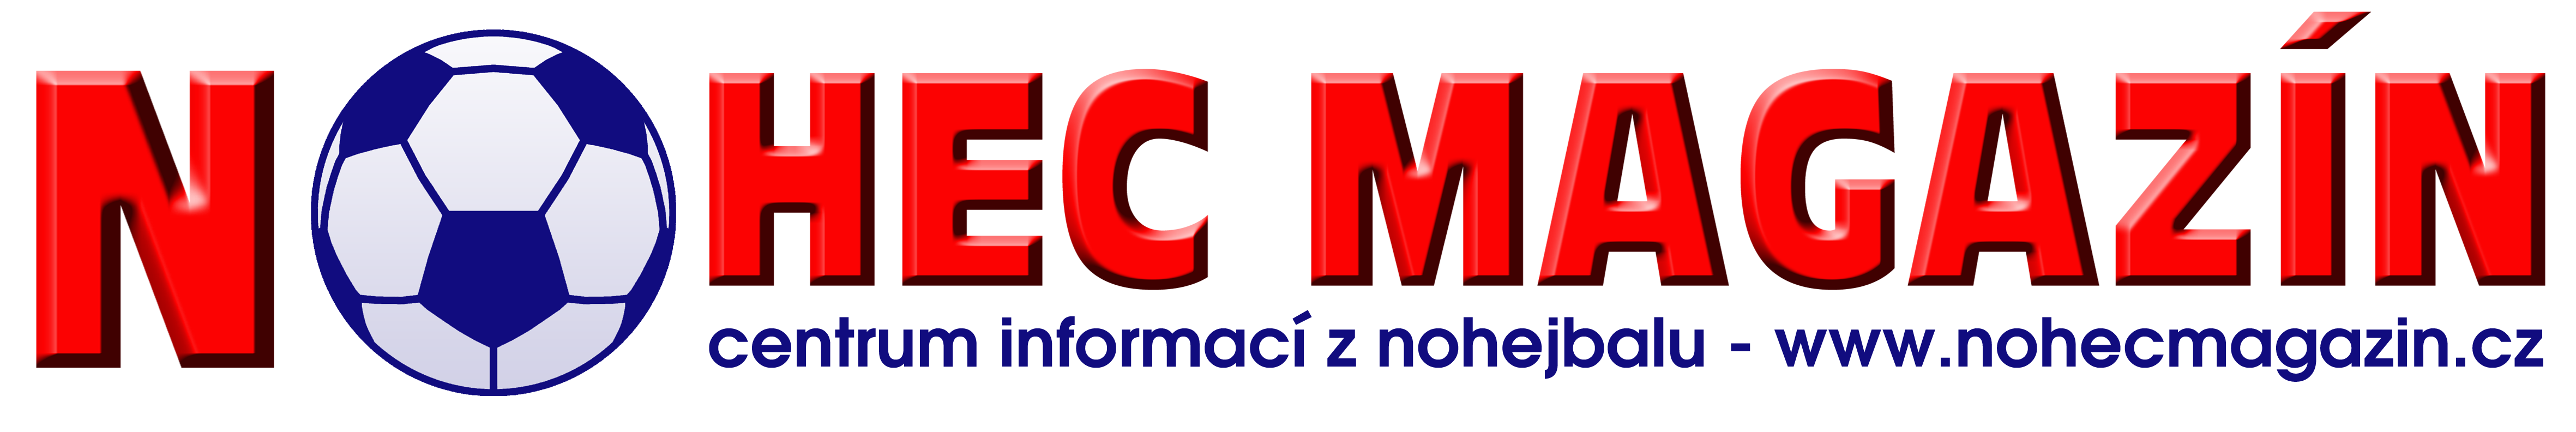 NOHEC MAGAZÍN
centrum informací z nohejbalu - www.nohecmagazin.cz